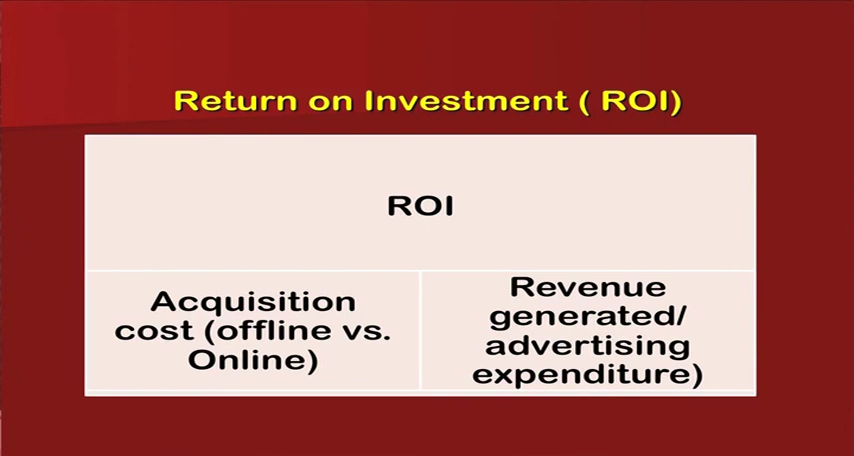 Return on Investment ( ROI)
ROI
Acquisition
cost (offline vs.
Online)
Revenue
generated/
advertising
expenditure)